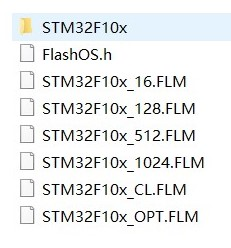 STM32F10x
FlashOS.h
STM32F10x_16.FLM
STM32F10x_128.FLM
STM32F10x_512.FLM
STM32F10x_1024.FLM
STM32F10x_CL.FLM
STM32F10x_OPT.FLM